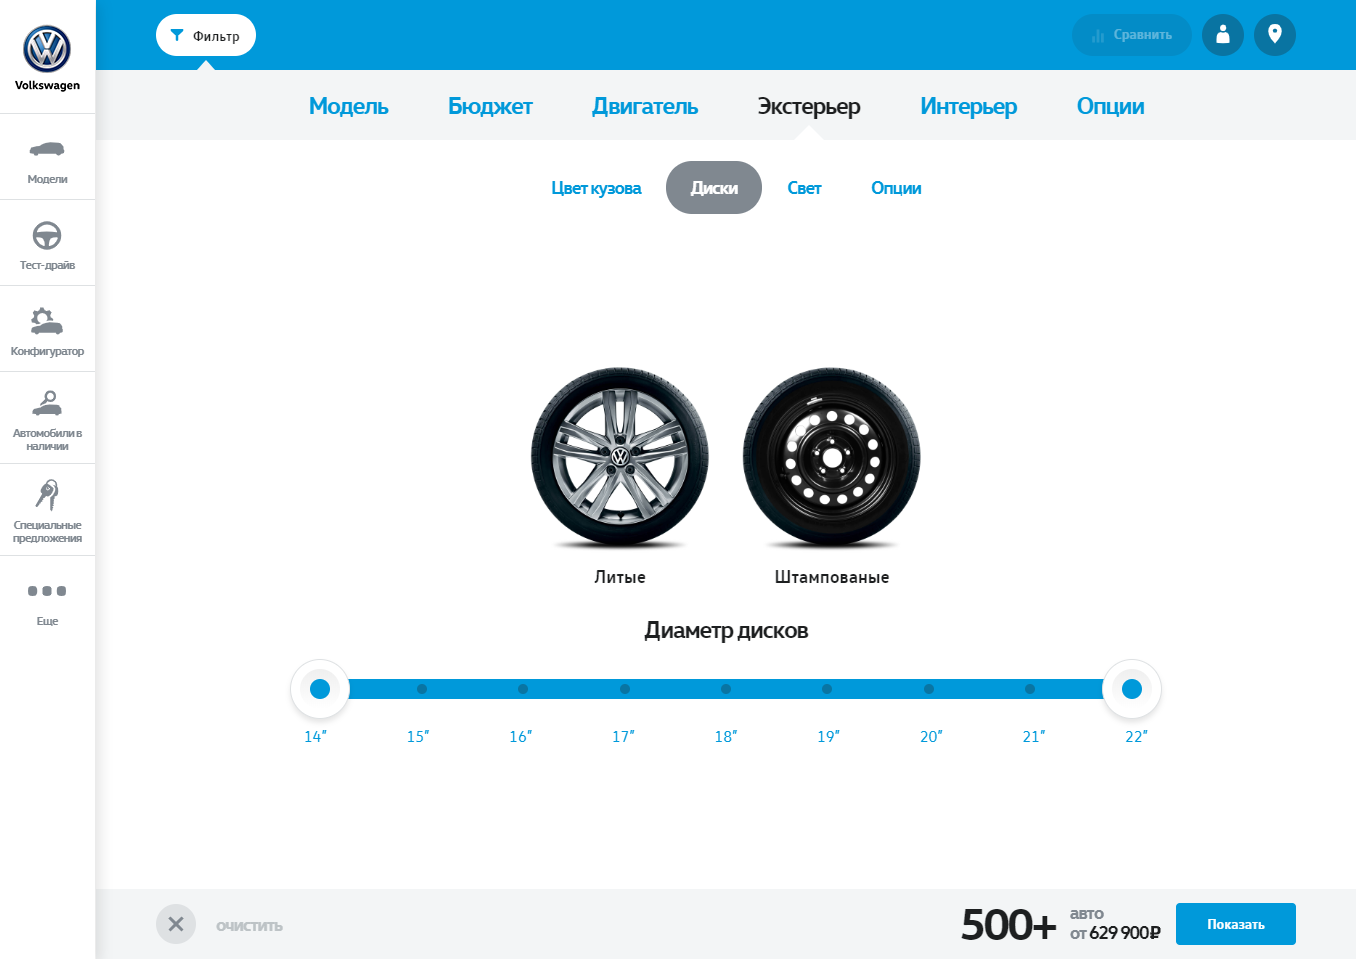 Фильтр
Сравнить
Volkswagen
Модель Бюджет Двигатель Экстерьер Интерьер Опции
Модели
Цвет кузова Диски Свет Опции
Тест-драйв
Конфигуратор
Автомобили в
наличии
Специальные
предложения
Еще
Литые Штампованые
Диаметр дисков
14″ 15″ 16″ 17″ 18″ 19″ 20″ 21″ 22″
ОЧИСТИТЬ
500+ авто
от 629 900₽
Показать